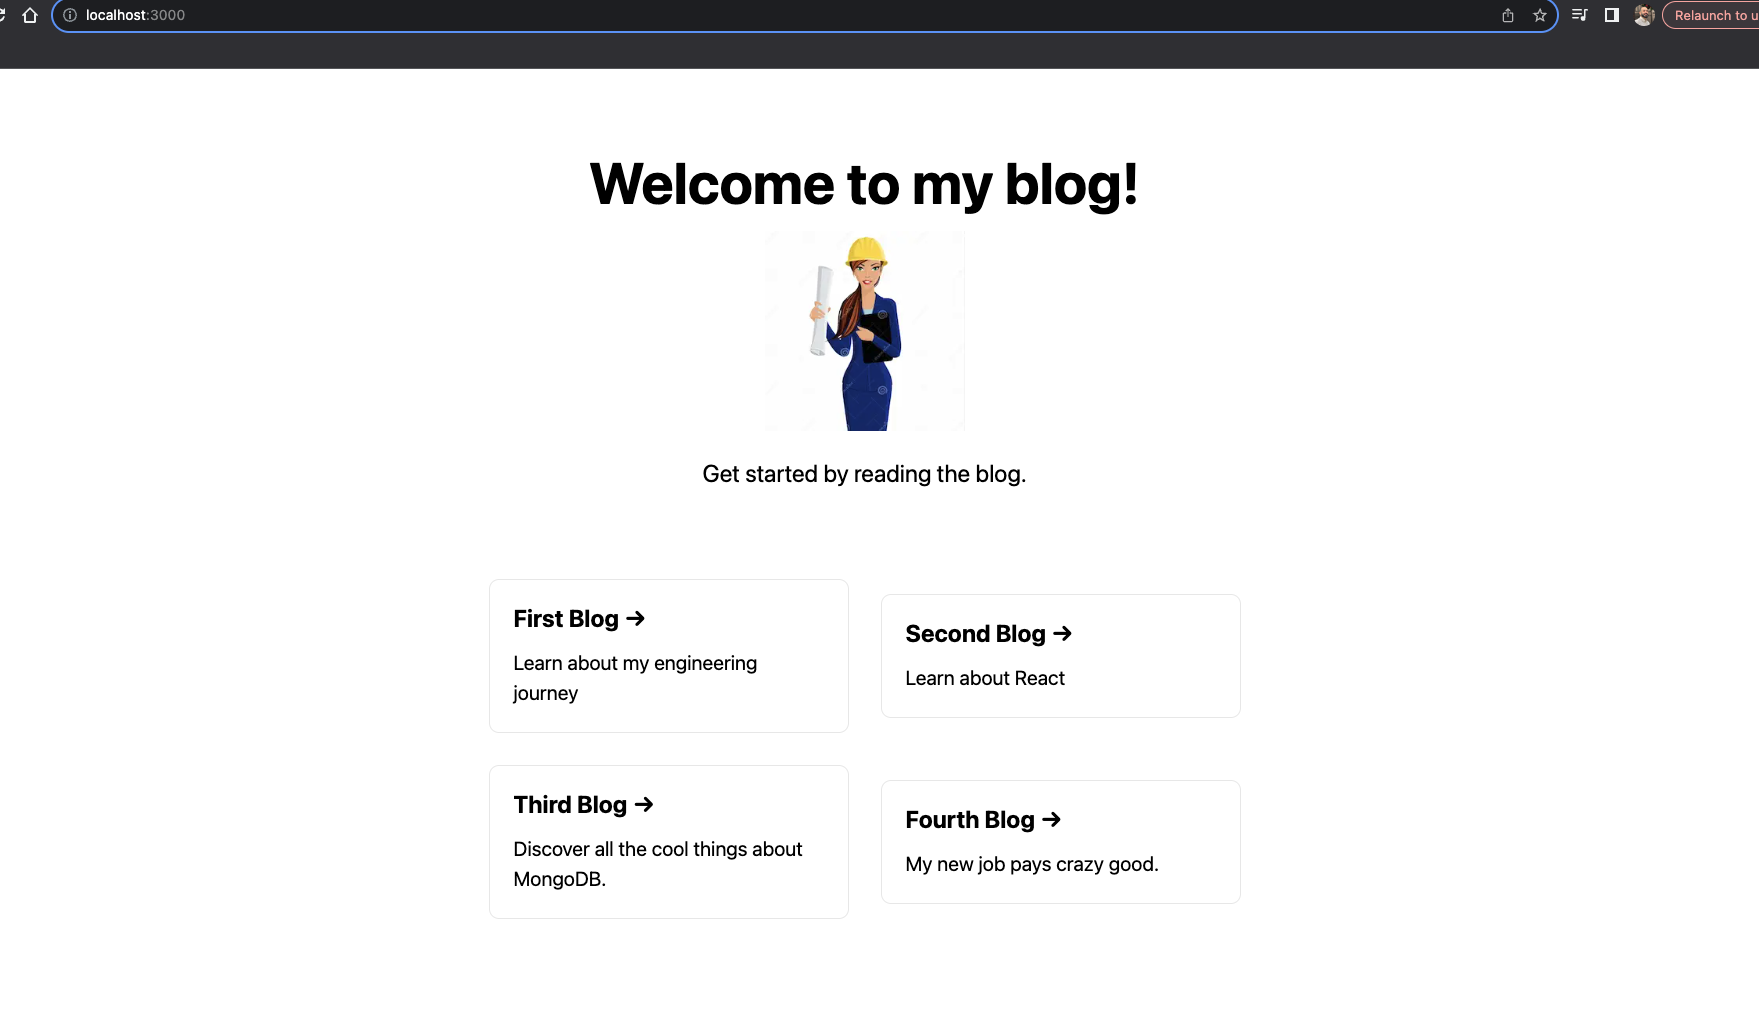 localhost:3000
Relaunch to u
Welcome to my blog!
Get started by reading the blog.
First Blog →
Learn about my engineering
journey
Second Blog →
Learn about React
Third Blog →
Discover all the cool things about
MongoDB.
Fourth Blog →
My new job pays crazy good.